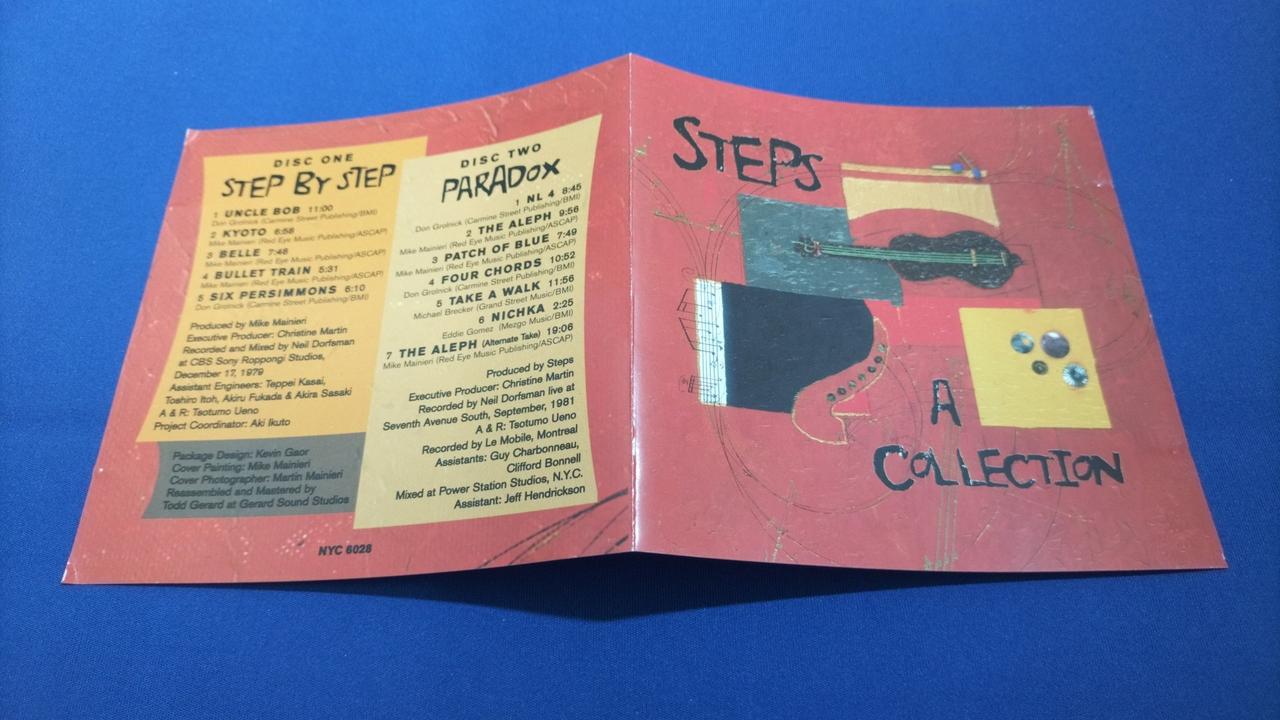 DISC ONE
STEP BY STEP
1 UNCLE BOB 11:00
Don Grolnick (Carmine Street Publishing/BMI)
2 KYOTO 6:58
Mike Mainieri (Red Eye Music Publishing/ASCAP)
3 BELLE 7:48
Mike Mainieri (Red Eye Music Publishing/ASCAP)
4 BULLET TRAIN 5:31
Mike Mainieri (Red Eye Music Publishing/ASCAP)
5 SIX PERSIMMONS 6:10
Don Grolnick (Carmine Street Publishing/BMI)
Produced by Mike Mainieri
Executive Producer: Christine Martin
Recorded and Mixed by Neil Dorfsman
at CBS Sony Roppongi Studios,
December 17, 1979
Assistant Engineers: Teppei Kasai,
Toshiro Itoh, Akiru Fukada & Akira Sasaki
A & R: Tsotumo Ueno
Project Coordinator: Aki Ikuto
Package Design: Kevin Gaor
Cover Painting: Mike Mainieri
Cover Photographer: Martin Mainieri
Reassembled and Mastered by
Todd Gerard at Gerard Sound Studios
DISC TWO
PARADOX
1 NL 4 8:45
Don Grolnick (Carmine Street Publishing/BMI)
2 THE ALEPH 9:56
Mike Mainieri (Red Eye Music Publishing/ASCAP)
3 PATCH OF BLUE 7:49
Mike Mainieri (Red Eye Music Publishing/ASCAP)
4 FOUR CHORDS 10:52
Don Grolnick (Carmine Street Publishing/BMI)
5 TAKE A WALK 11:56
Michael Brecker (Grand Street Music/BMI)
6 NICHKA 2:25
Eddie Gomez (Mezgo Music/BMI)
7 THE ALEPH (Alternate Take) 19:06
Mike Mainieri (Red Eye Music Publishing/ASCAP)
Produced by Steps
Executive Producer: Christine Martin
Recorded by Neil Dorfsman live at
Seventh Avenue South, September, 1981
A & R: Tsotumo Ueno
Recorded by Le Mobile, Montreal
Assistants: Guy Charbonneau,
Clifford Bonnell
Mixed at Power Station Studios, N.Y.C.
Assistant: Jeff Hendrickson
NYC 6028
STEPS
A
COLLECTION